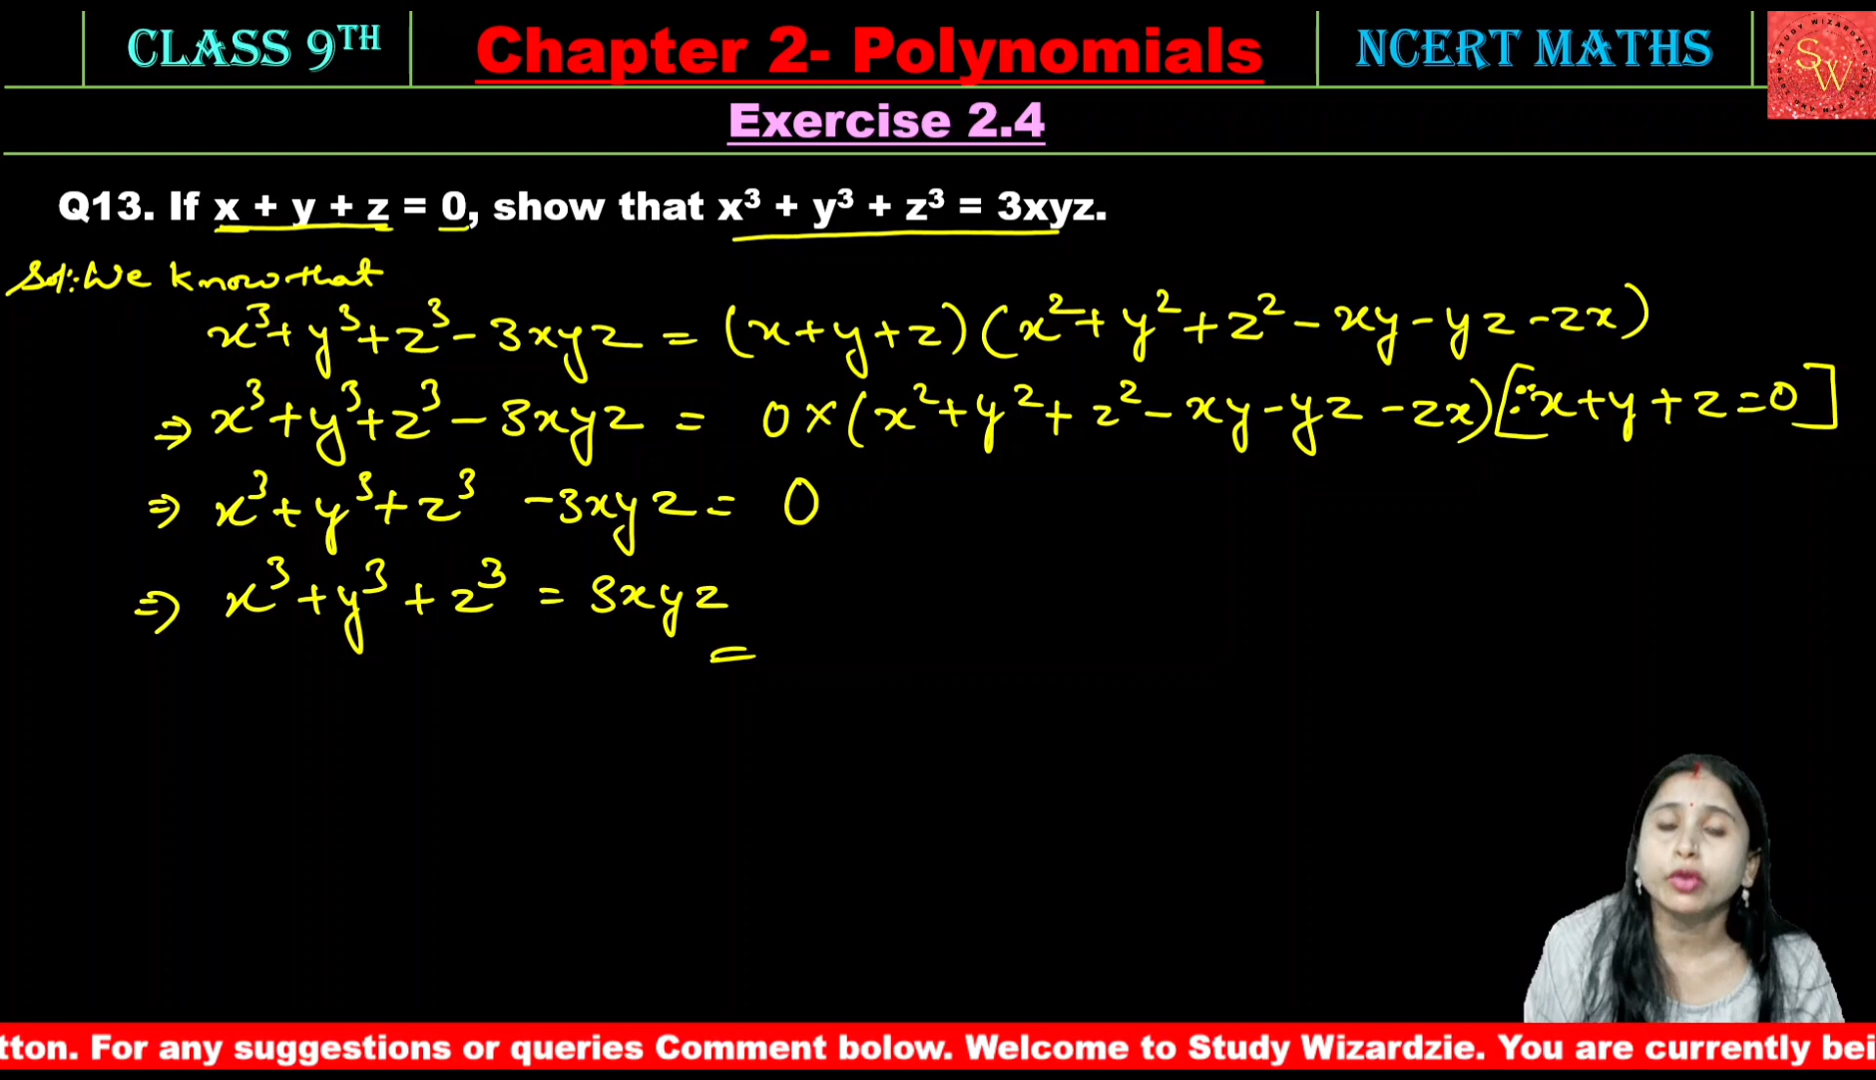 CLASS 9TH
Chapter 2- Polynomials
NCERT MATHS
SW
Exercise 2.4
Q13. If x + y + z = 0, show that x³ + y³ + z³ = 3xyz.
Sol:- We know that
x³ + y³ + z³ - 3xyz = (x + y + z) (x² + y² + z² - xy - yz - zx)
⇒ x³ + y³ + z³ - 3xyz = 0 × (x² + y² + z² - xy - yz - zx) [∵ x + y + z = 0]
⇒ x³ + y³ + z³ - 3xyz = 0
⇒ x³ + y³ + z³ = 3xyz
tton. For any suggestions or queries Comment bolow. Welcome to Study Wizardzie. You are currently bei